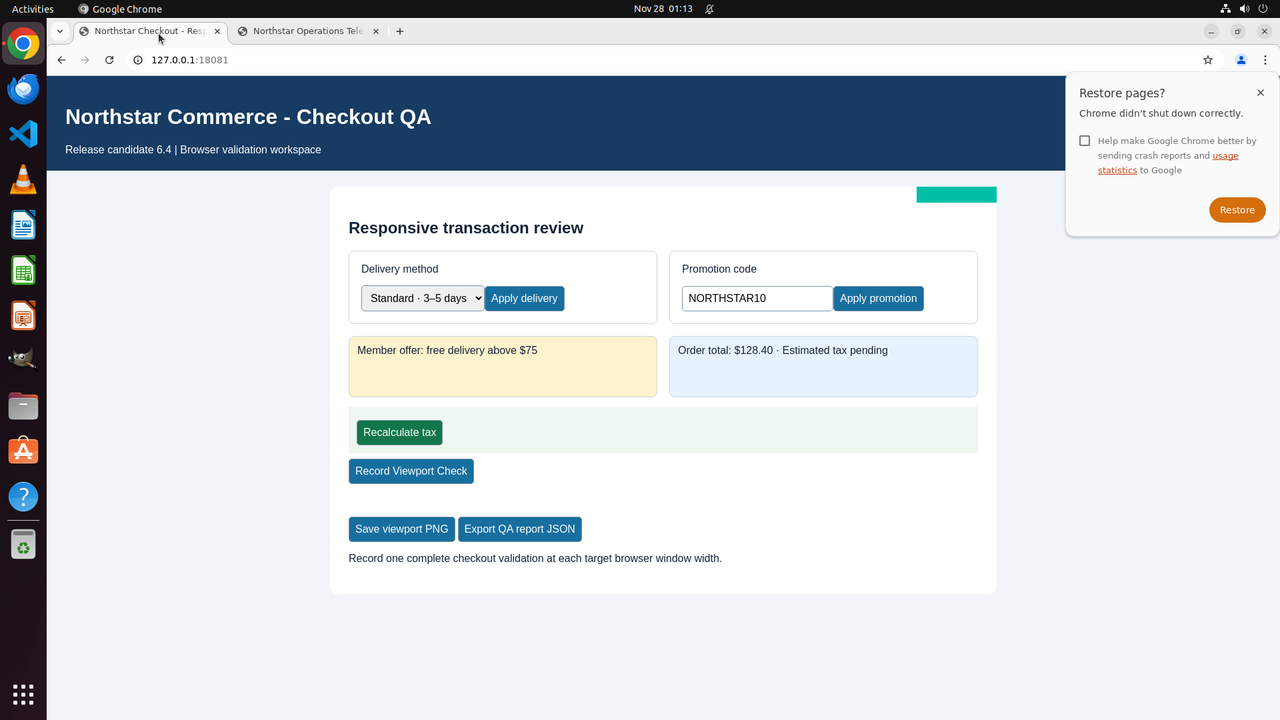 Activities
Google Chrome
Nov 28 01:13
Northstar Checkout - Res
Northstar Operations Tele
127.0.0.1:18081
Northstar Commerce - Checkout QA
Release candidate 6.4 | Browser validation workspace
Restore pages?
Chrome didn't shut down correctly.
Help make Google Chrome better by
sending crash reports and usage
statistics to Google
Restore
Responsive transaction review
Delivery method
Standard · 3–5 days
Apply delivery
Promotion code
NORTHSTAR10
Apply promotion
Member offer: free delivery above $75
Order total: $128.40 · Estimated tax pending
Recalculate tax
Record Viewport Check
Save viewport PNG
Export QA report JSON
Record one complete checkout validation at each target browser window width.